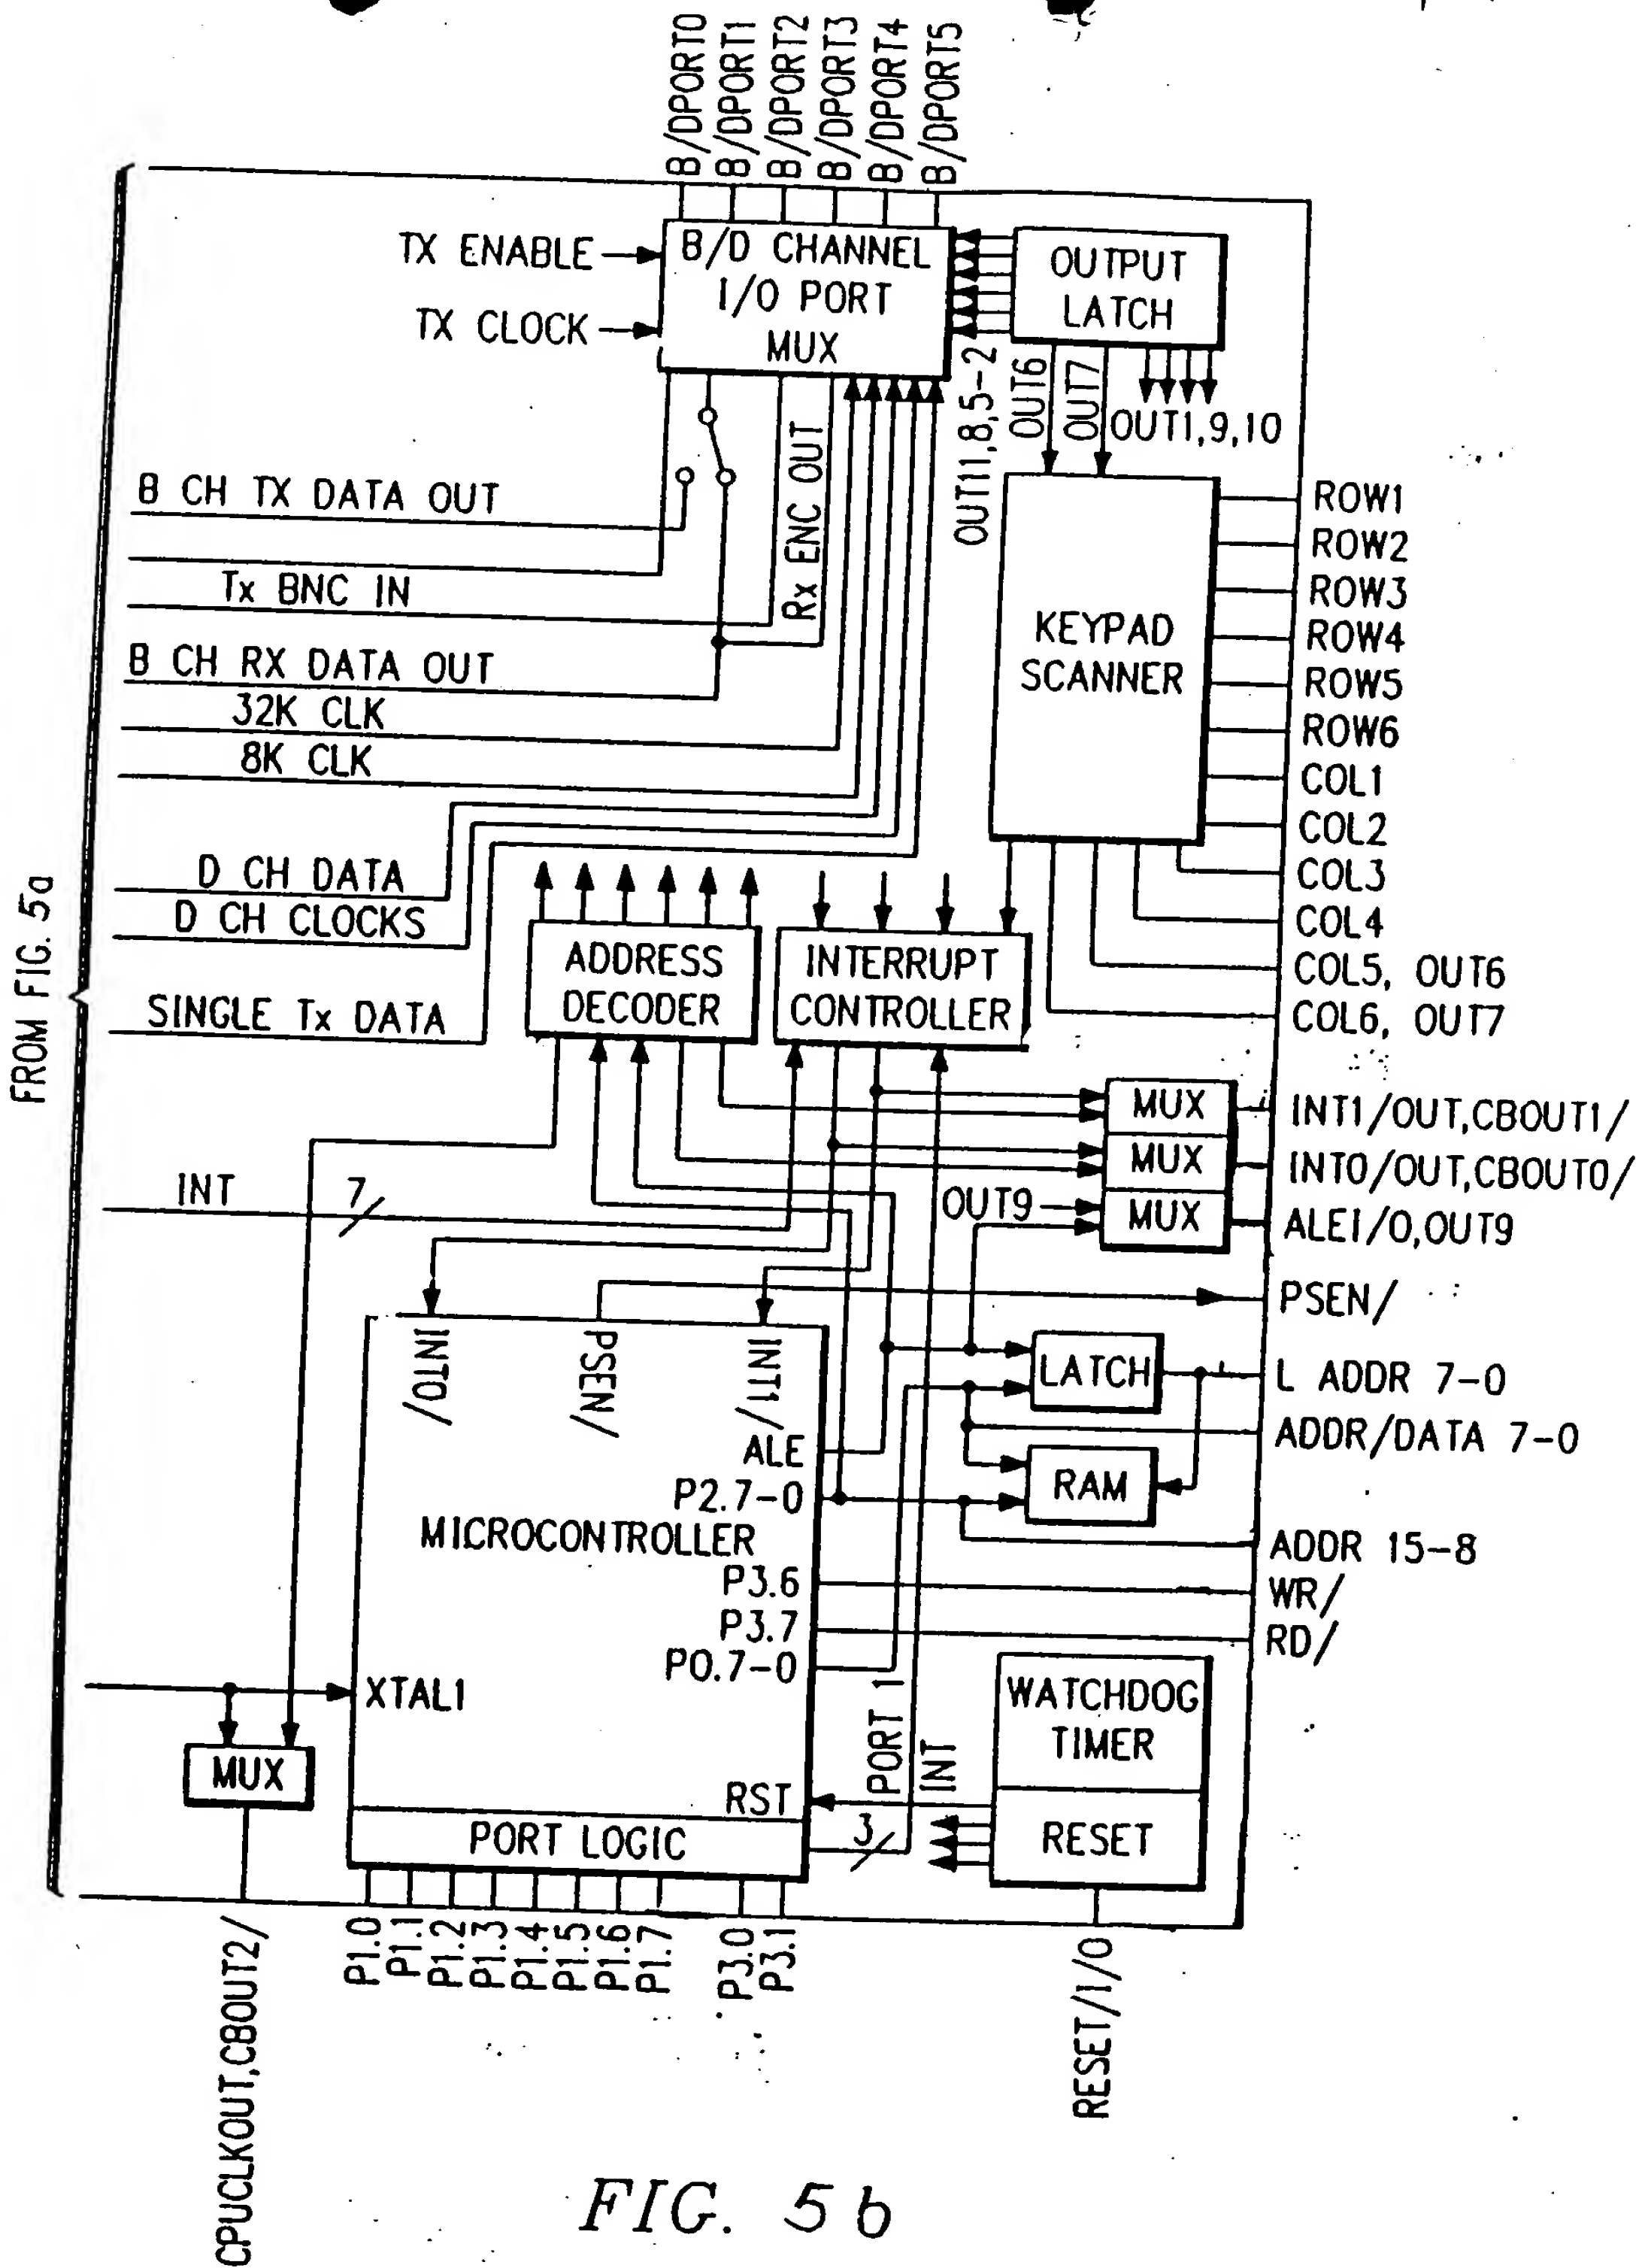 B/DPORT0
B/DPORT1
B/DPORT2
B/DPORT3
B/DPORT4
B/DPORT5
TX ENABLE
TX CLOCK
B/D CHANNEL
I/O PORT
MUX
OUTPUT
LATCH
OUT11,8,5-2
OUT6
OUT7
OUT1,9,10
B CH TX DATA OUT
Tx BNC IN
Rx ENC OUT
B CH RX DATA OUT
32K CLK
8K CLK
D CH DATA
D CH CLOCKS
SINGLE Tx DATA
FROM FIG. 5a
KEYPAD
SCANNER
ROW1
ROW2
ROW3
ROW4
ROW5
ROW6
COL1
COL2
COL3
COL4
COL5, OUT6
COL6, OUT7
ADDRESS
DECODER
INTERRUPT
CONTROLLER
MUX
INT1/OUT,CBOUT1/
MUX
INT0/OUT,CBOUT0/
OUT9
MUX
ALE1/O,OUT9
INT
7
PSEN/
INT0/
PSEN/
INT1/
LATCH
L ADDR 7-0
ADDR/DATA 7-0
ALE
P2.7-0
RAM
MICROCONTROLLER
ADDR 15-8
P3.6
WR/
P3.7
RD/
P0.7-0
XTAL1
MUX
PORT 1
INT
WATCHDOG
TIMER
RST
RESET
PORT LOGIC
3
P1.0
P1.1
P1.2
P1.3
P1.4
P1.5
P1.6
P1.7
P3.0
P3.1
CPUCLKOUT,CBOUT2/
RESET/I/O
FIG. 5b